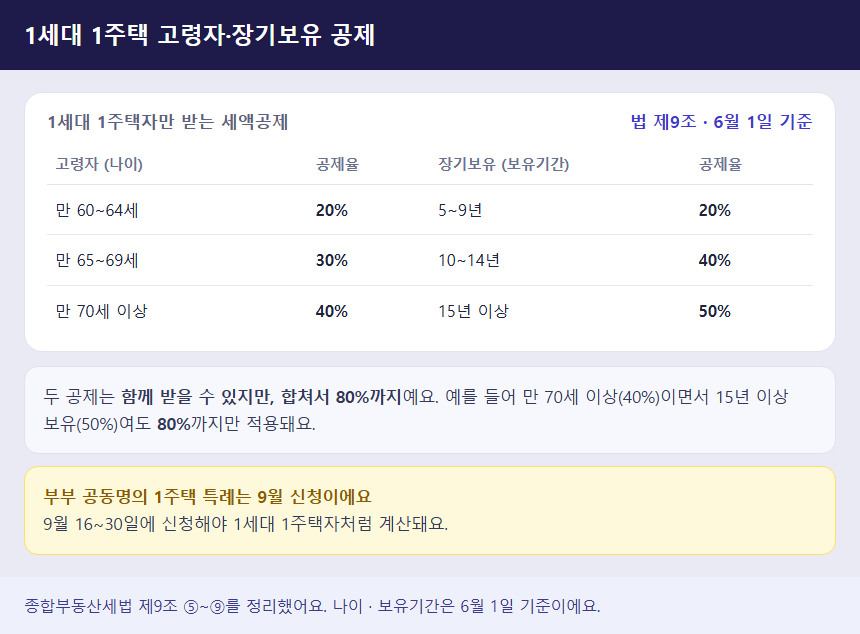 1세대 1주택 고령자·장기보유 공제
1세대 1주택자만 받는 세액공제 법 제9조 · 6월 1일 기준
고령자 (나이) 공제율 장기보유 (보유기간) 공제율
만 60~64세 20% 5~9년 20%
만 65~69세 30% 10~14년 40%
만 70세 이상 40% 15년 이상 50%
두 공제는 함께 받을 수 있지만, 합쳐서 80%까지예요. 예를 들어 만 70세 이상(40%)이면서 15년 이상
보유(50%)여도 80%까지만 적용돼요.
부부 공동명의 1주택 특례는 9월 신청이에요
9월 16~30일에 신청해야 1세대 1주택자처럼 계산돼요.
종합부동산세법 제9조 ⑤~⑨를 정리했어요. 나이 · 보유기간은 6월 1일 기준이에요.